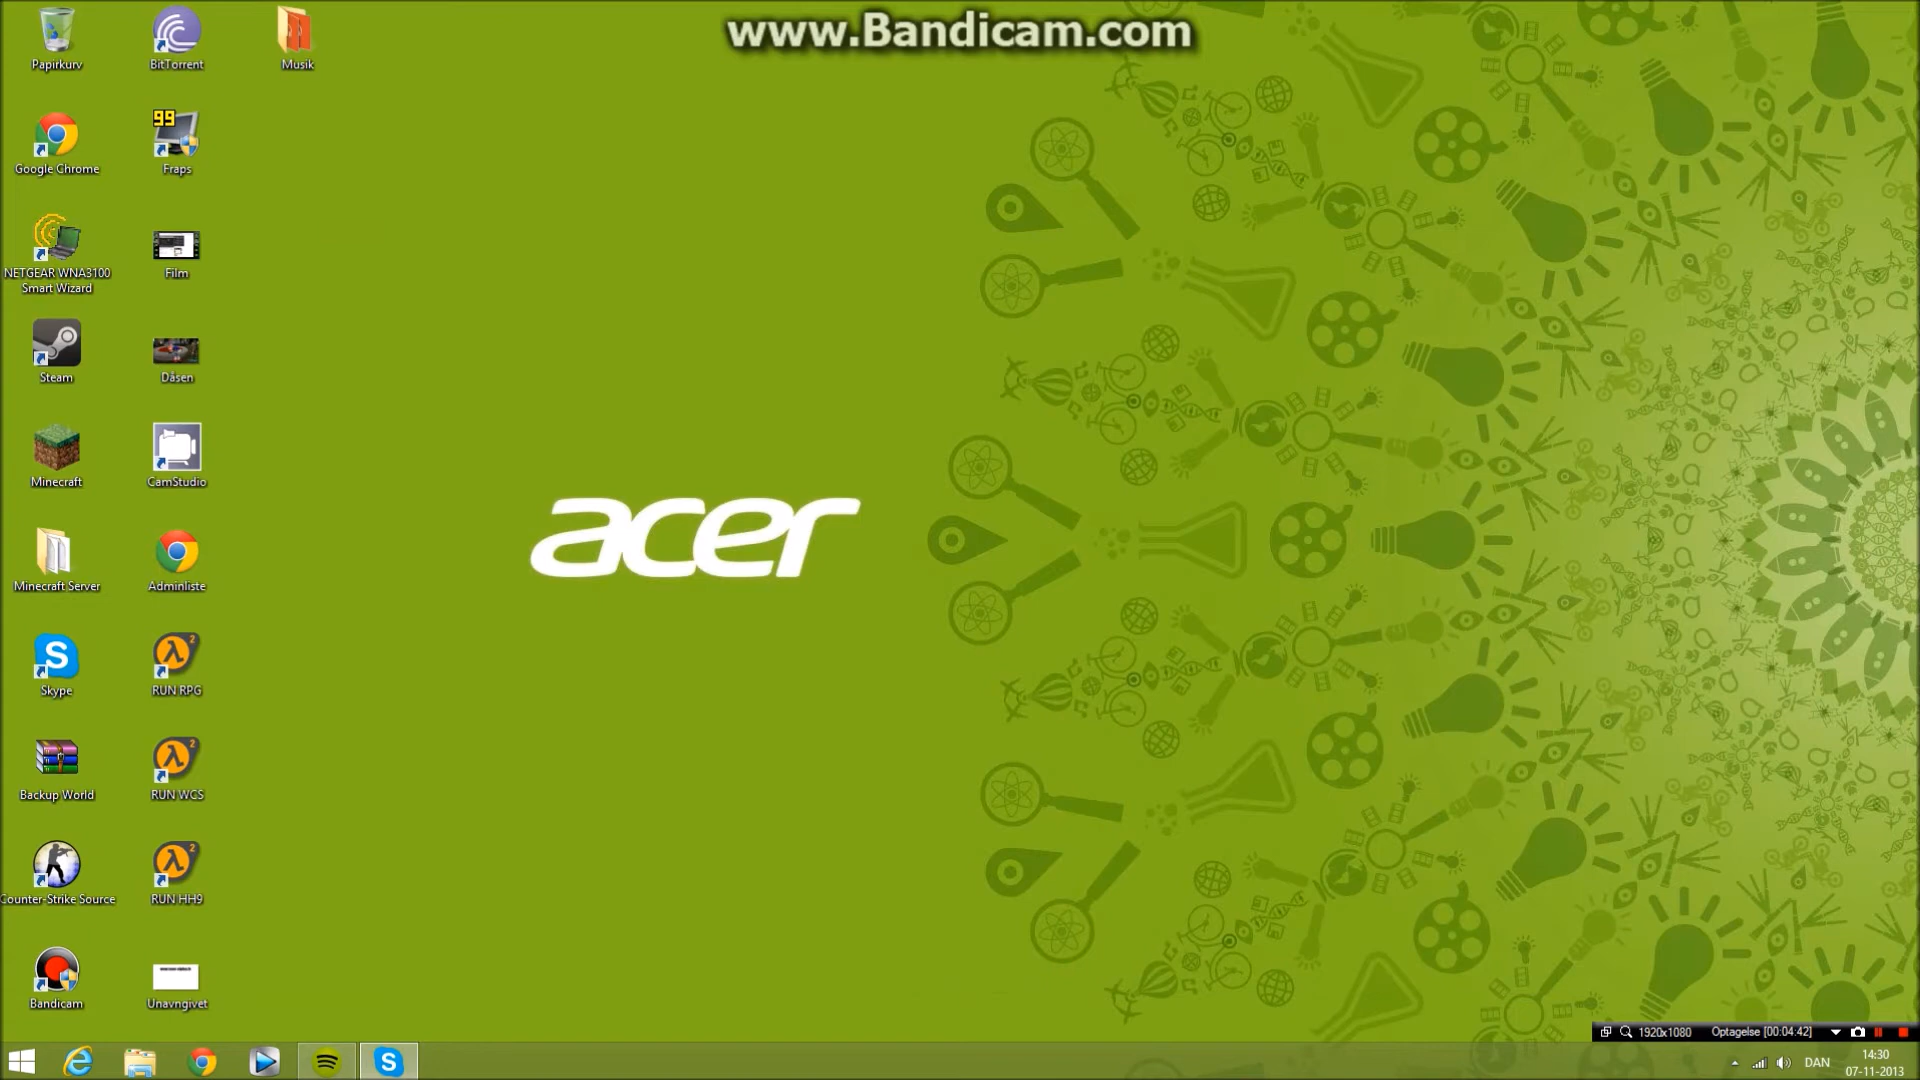 www.Bandicam.com
Papirkurv
BitTorrent
Musik
Google Chrome
99
Fraps
NETGEAR WNA3100
Smart Wizard
Film
Steam
Dåsen
Minecraft
CamStudio
acer
Minecraft Server
Adminliste
Skype
RUN RPG
Backup World
RUN WCS
Counter-Strike Source
RUN HH9
Bandicam
Unavngivet
1920x1080
Optagelse [00:04:42]
DAN
14:30
07-11-2013